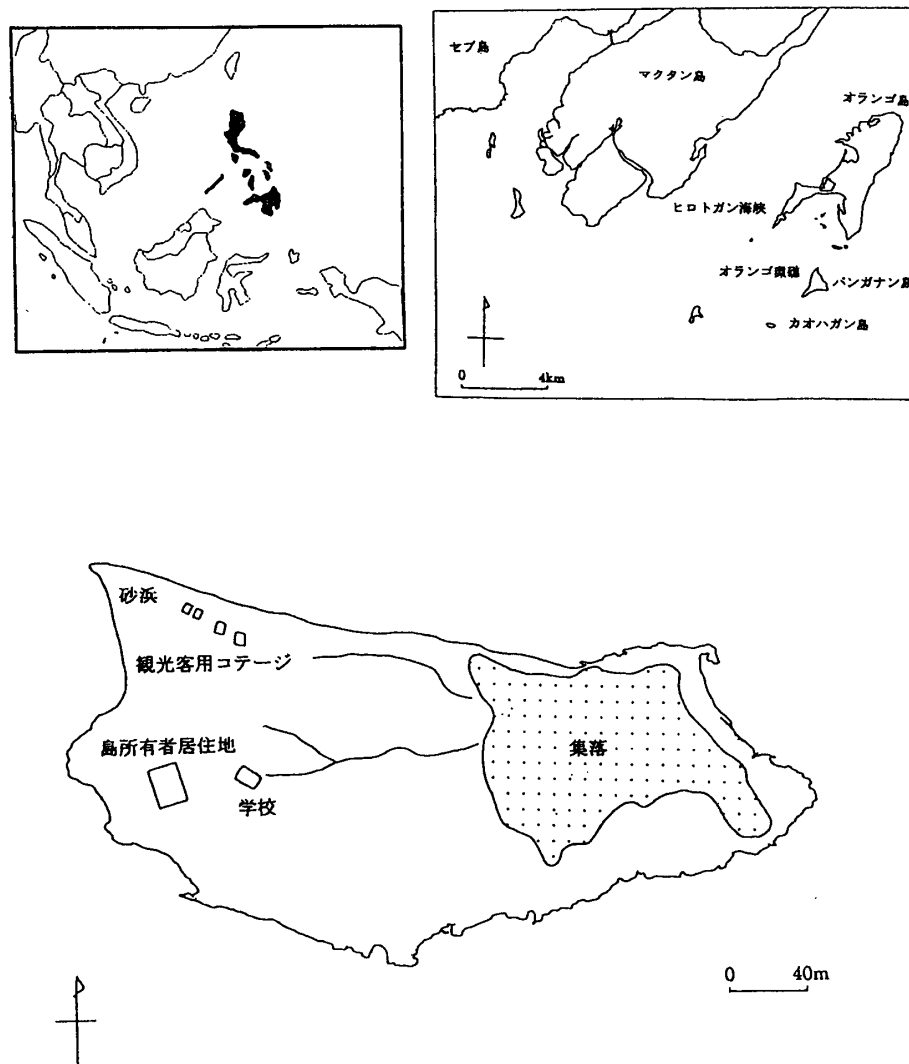 セブ島
マクタン島
オランゴ島
ヒロトガン海峡
オランゴ礁
パンガナン島
カオハガン島
0 4km
砂浜
観光客用コテージ
島所有者居住地
学校
集落
0 40m